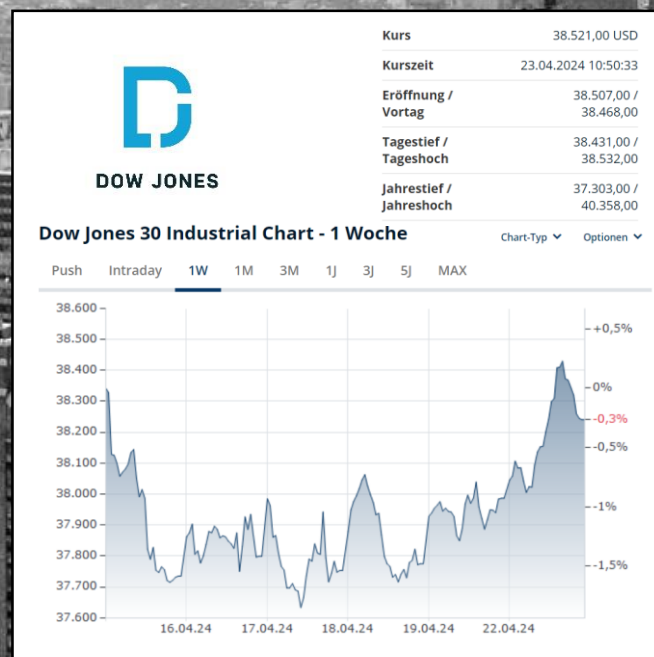 DOW JONES
Kurs 38.521,00 USD
Kurszeit 23.04.2024 10:50:33
Eröffnung / 38.507,00 /
Vortag 38.468,00
Tagestief / 38.431,00 /
Tageshoch 38.532,00
Jahrestief / 37.303,00 /
Jahreshoch 40.358,00
Dow Jones 30 Industrial Chart - 1 Woche
Chart-Typ Optionen
Push Intraday 1W 1M 3M 1J 3J 5J MAX
38.600
38.500
38.400
38.300
38.200
38.100
38.000
37.900
37.800
37.700
37.600
+0,5%
0%
-0,3%
-0,5%
-1%
-1,5%
16.04.24 17.04.24 18.04.24 19.04.24 22.04.24